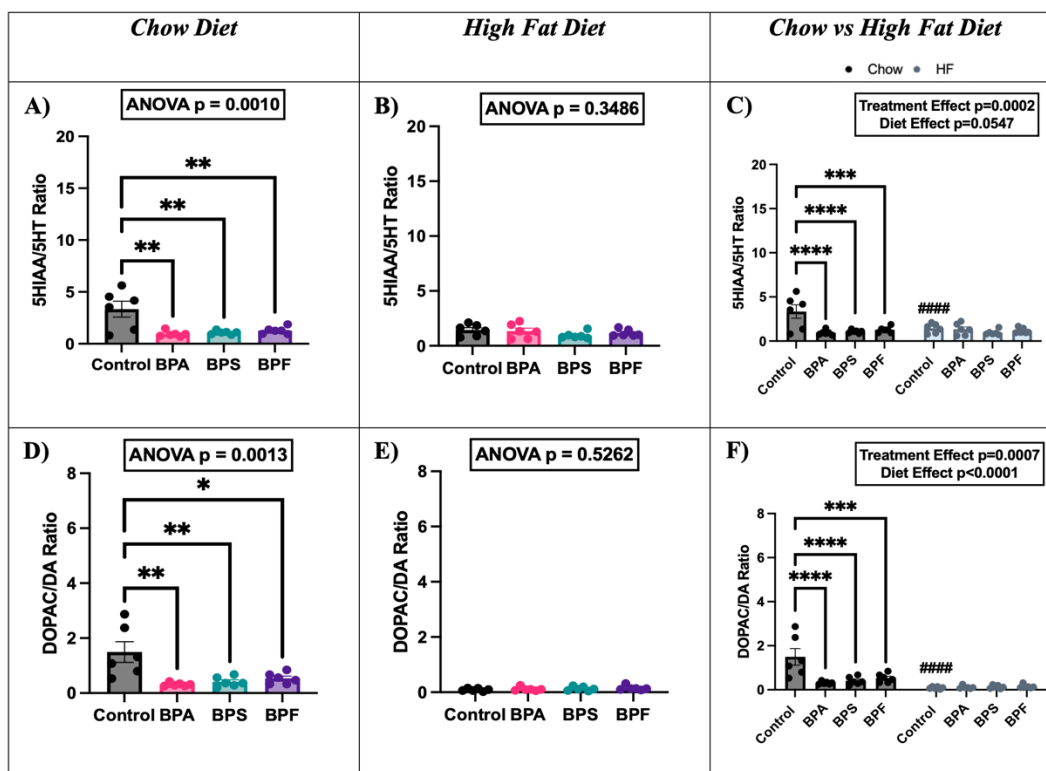 Chow Diet
High Fat Diet
Chow vs High Fat Diet
Chow HF
A)
ANOVA p = 0.0010
5HIAA/5HT Ratio
20
15
10
5
0
**
**
**
Control BPA BPS BPF
B)
ANOVA p = 0.3486
5HIAA/5HT Ratio
20
15
10
5
0
Control BPA BPS BPF
C)
Treatment Effect p=0.0002
Diet Effect p=0.0547
5HIAA/5HT Ratio
20
15
10
5
0
***
****
****
####
Control BPA BPS BPF Control BPA BPS BPF
D)
ANOVA p = 0.0013
DOPAC/DA Ratio
8
6
4
2
0
*
**
**
Control BPA BPS BPF
E)
ANOVA p = 0.5262
DOPAC/DA Ratio
8
6
4
2
0
Control BPA BPS BPF
F)
Treatment Effect p=0.0007
Diet Effect p<0.0001
DOPAC/DA Ratio
8
6
4
2
0
***
****
****
####
Control BPA BPS BPF Control BPA BPS BPF